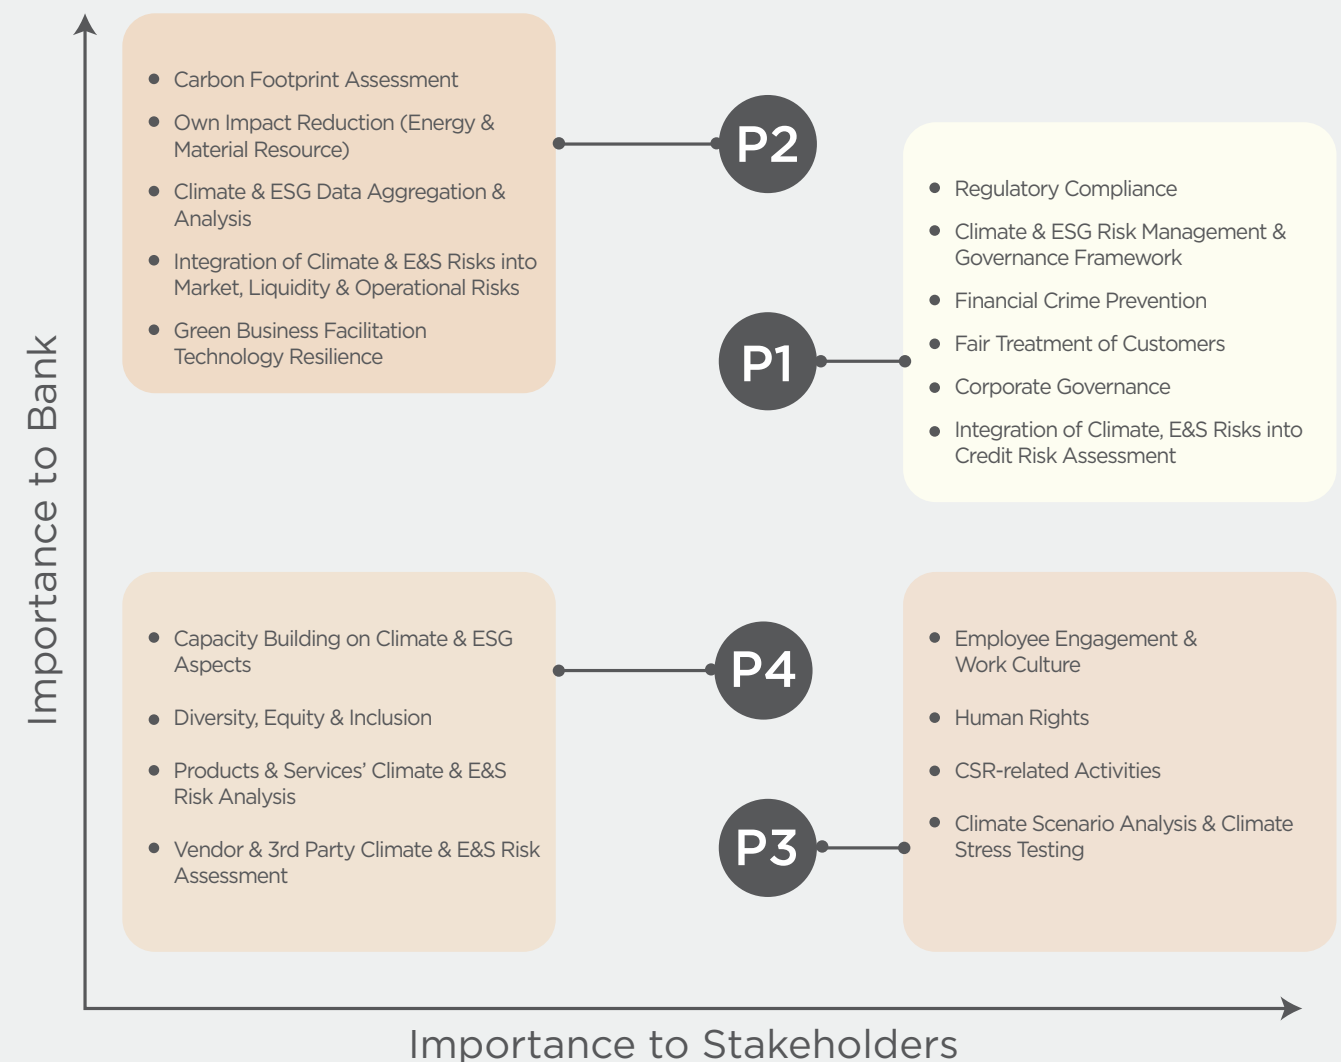 Importance to Bank
Carbon Footprint Assessment
Own Impact Reduction (Energy &
Material Resource)
Climate & ESG Data Aggregation &
Analysis
Integration of Climate & E&S Risks into
Market, Liquidity & Operational Risks
Green Business Facilitation
Technology Resilience
P2
P1
Regulatory Compliance
Climate & ESG Risk Management &
Governance Framework
Financial Crime Prevention
Fair Treatment of Customers
Corporate Governance
Integration of Climate, E&S Risks into
Credit Risk Assessment
Capacity Building on Climate & ESG
Aspects
Diversity, Equity & Inclusion
Products & Services’ Climate & E&S
Risk Analysis
Vendor & 3rd Party Climate & E&S Risk
Assessment
P4
P3
Employee Engagement &
Work Culture
Human Rights
CSR-related Activities
Climate Scenario Analysis & Climate
Stress Testing
Importance to Stakeholders